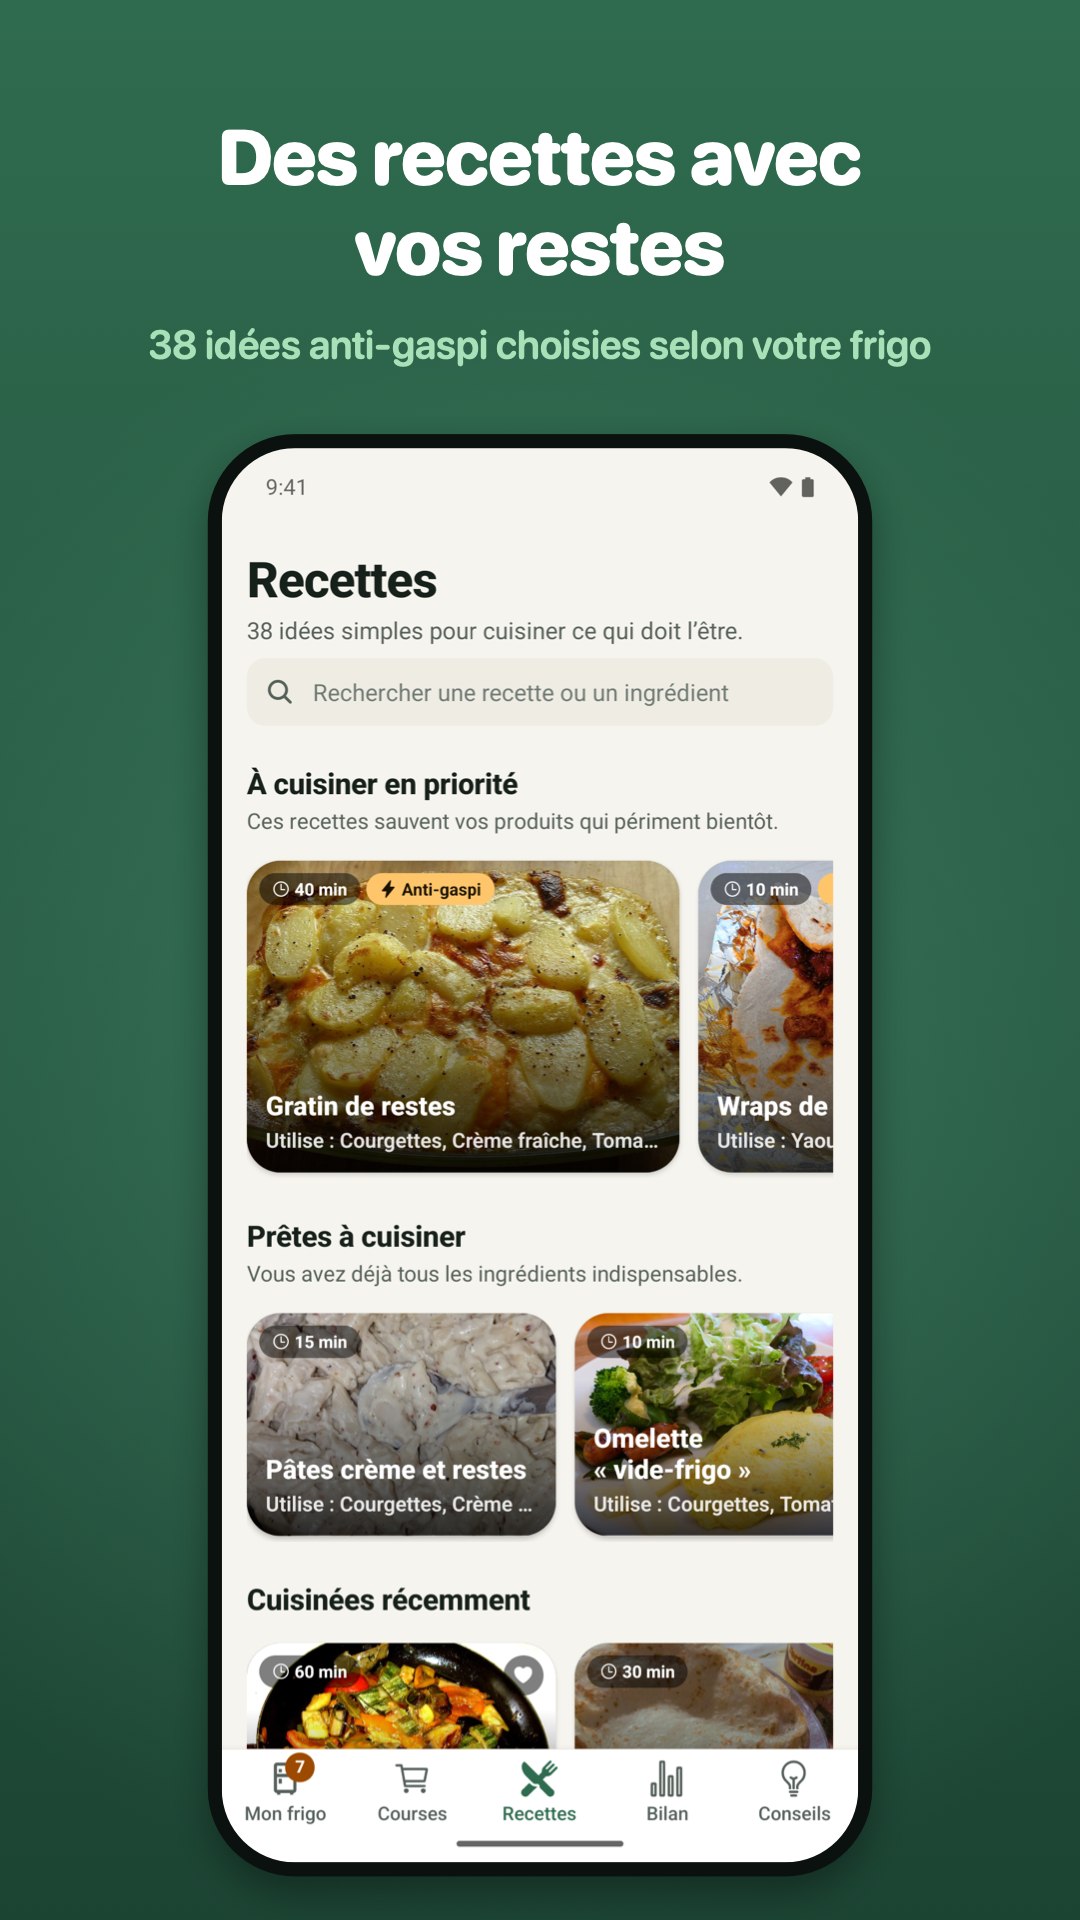 Des recettes avec
vos restes
38 idées anti-gaspi choisies selon votre frigo
9:41
Recettes
38 idées simples pour cuisiner ce qui doit l’être.
Rechercher une recette ou un ingrédient
À cuisiner en priorité
Ces recettes sauvent vos produits qui périment bientôt.
40 min
Anti-gaspi
10 min
Gratin de restes
Utilise : Courgettes, Crème fraîche, Toma...
Wraps de
Utilise : Yaou
Prêtes à cuisiner
Vous avez déjà tous les ingrédients indispensables.
15 min
10 min
Pâtes crème et restes
Utilise : Courgettes, Crème ...
Omelette
« vide-frigo »
Utilise : Courgettes, Toma
Cuisinées récemment
60 min
30 min
7
Mon frigo
Courses
Recettes
Bilan
Conseils